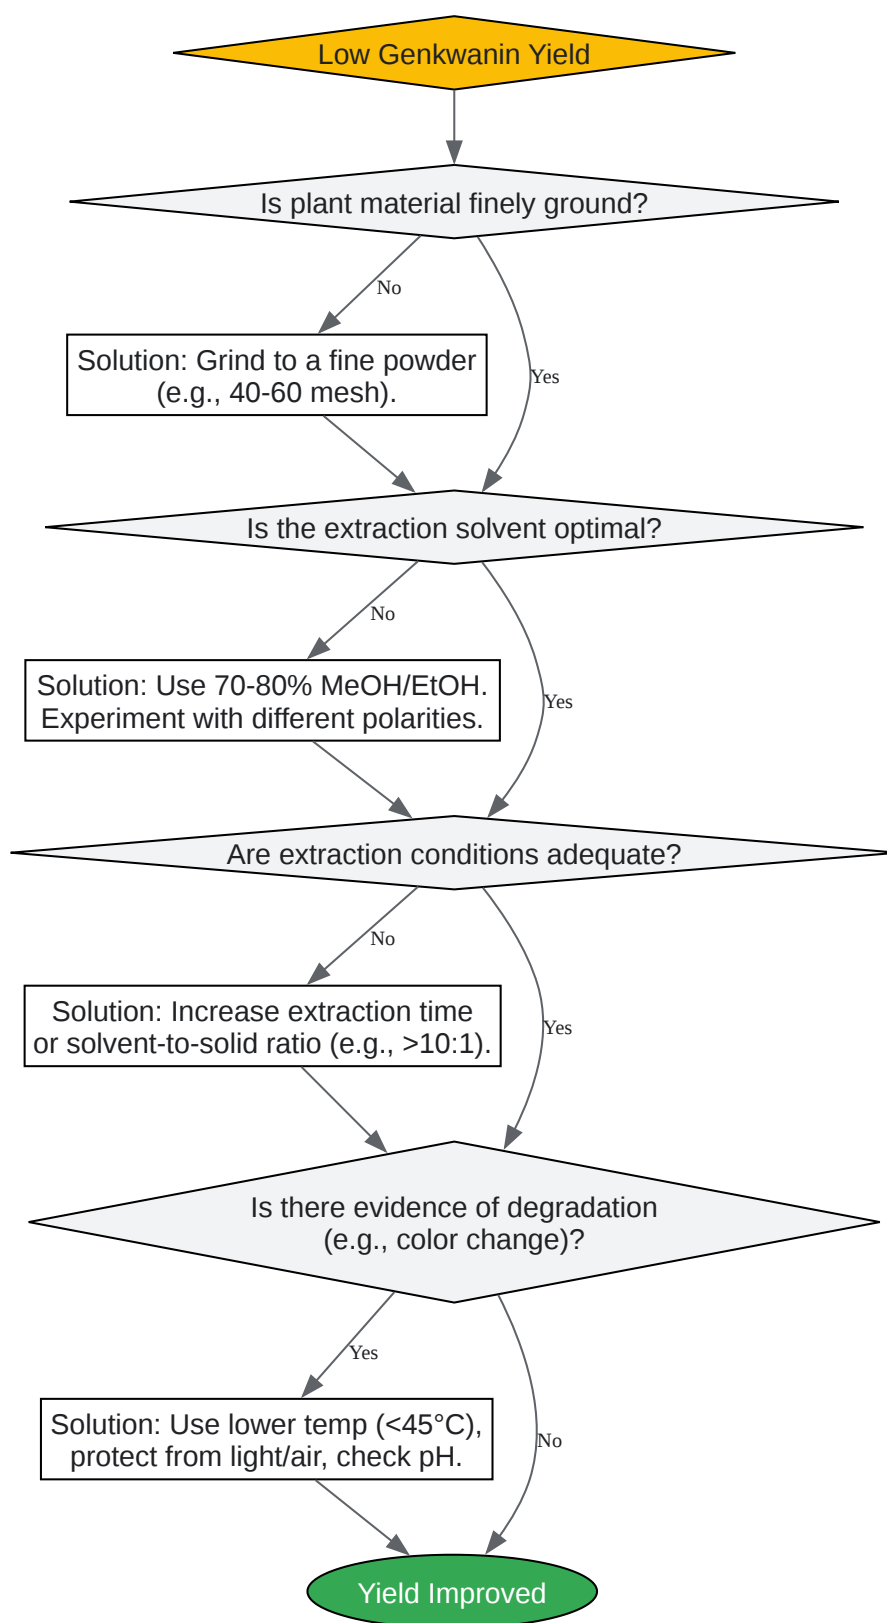 Low Genkwanin Yield
Is plant material finely ground?
No
Solution: Grind to a fine powder
(e.g., 40-60 mesh).
Yes
Is the extraction solvent optimal?
No
Solution: Use 70-80% MeOH/EtOH.
Experiment with different polarities.
Yes
Are extraction conditions adequate?
No
Solution: Increase extraction time
or solvent-to-solid ratio (e.g., >10:1).
Yes
Is there evidence of degradation
(e.g., color change)?
Yes
Solution: Use lower temp (<45°C),
protect from light/air, check pH.
No
Yield Improved